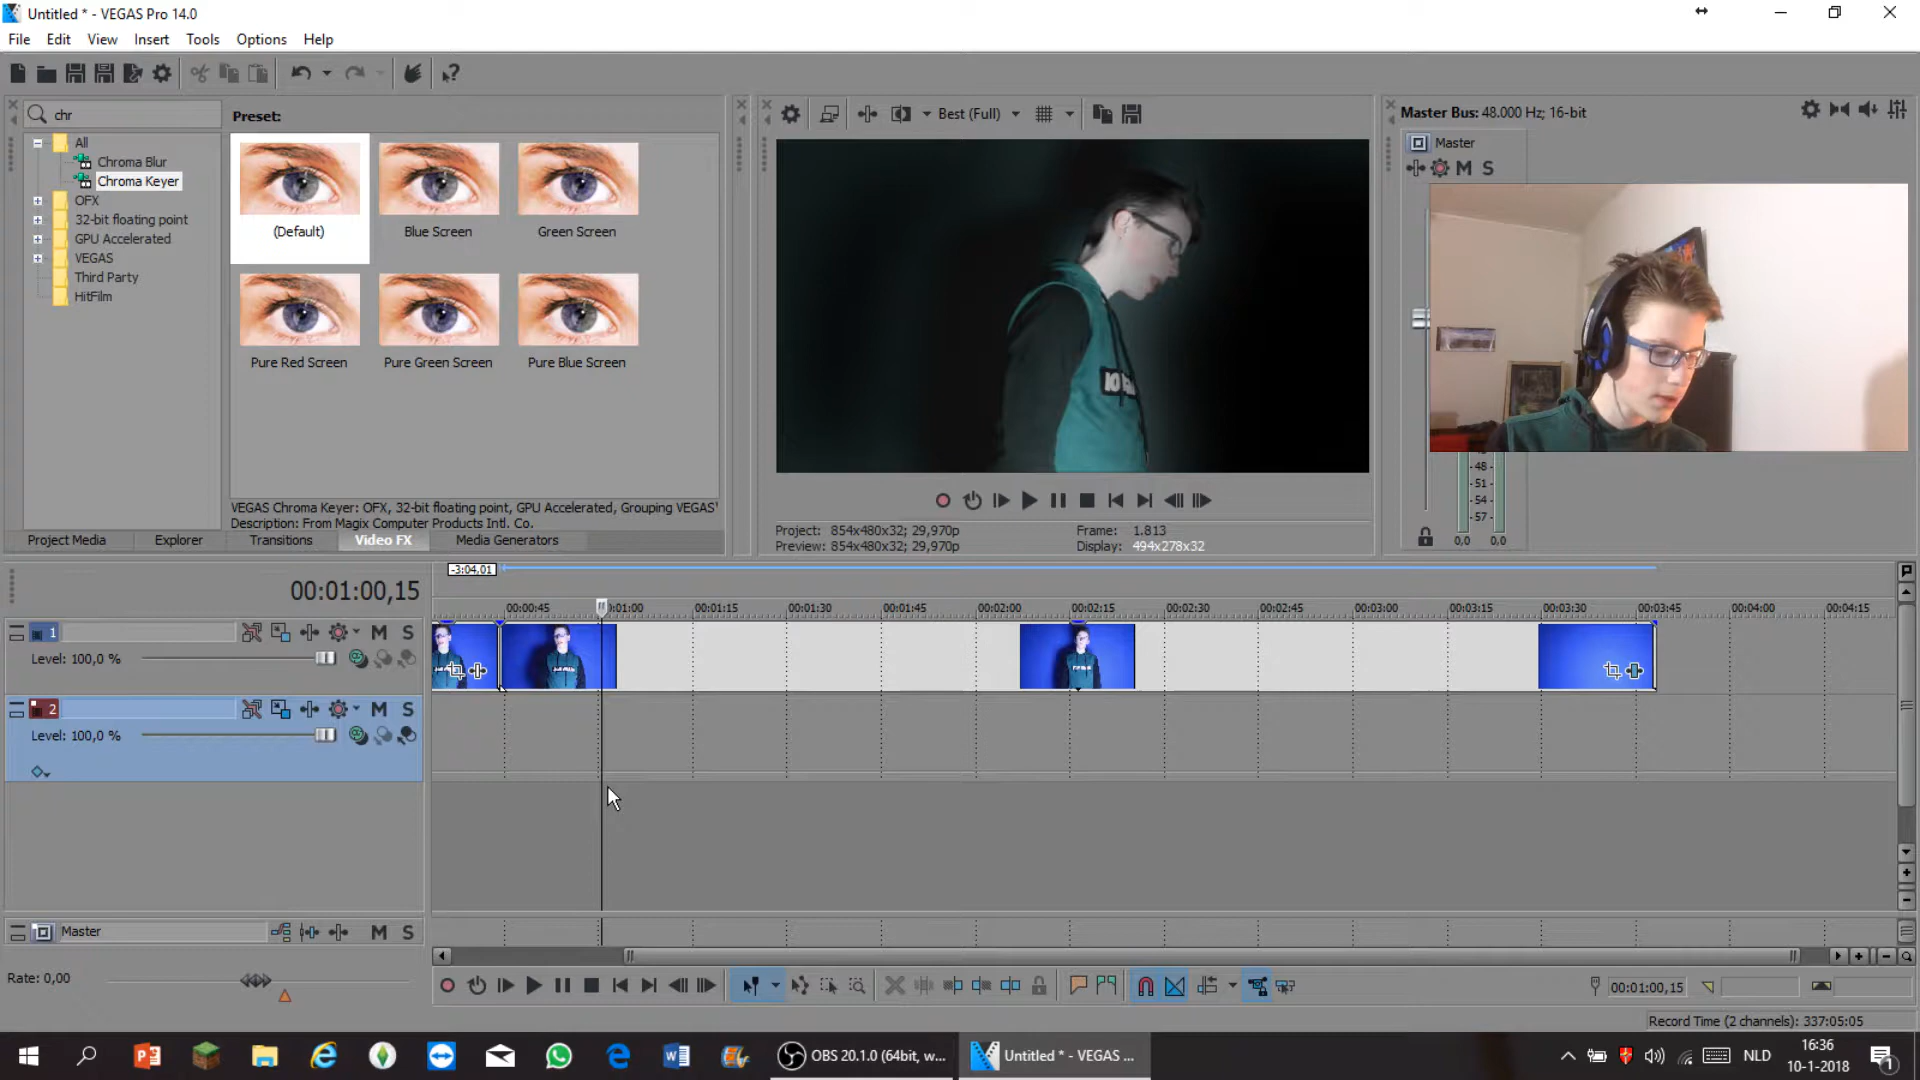 Untitled * - VEGAS Pro 14.0
File Edit View Insert Tools Options Help
chr
Preset:
Best (Full)
Master Bus: 48.000 Hz; 16-bit
All
Chroma Blur
Chroma Keyer
OFX
32-bit floating point
GPU Accelerated
VEGAS
Third Party
HitFilm
(Default) Blue Screen Green Screen
Pure Red Screen Pure Green Screen Pure Blue Screen
Master
M S
-48
-51
-54
-57
0,0 0,0
VEGAS Chroma Keyer: OFX, 32-bit floating point, GPU Accelerated, Grouping VEGAS
Description: From Magix Computer Products Intl. Co.
Project Media Explorer Transitions Video FX Media Generators
Project: 854x480x32; 29,970p
Preview: 854x480x32; 29,970p
Frame: 1.813
Display: 494x278x32
00:01:00,15
-3:04,01
00:00:45 0:01:00 00:01:15 00:01:30 00:01:45 00:02:00 00:02:15 00:02:30 00:02:45 00:03:00 00:03:15 00:03:30 00:03:45 00:04:00 00:04:15
1 M S
Level: 100,0 %
2 M S
Level: 100,0 %
Master M S
Rate: 0,00
00:01:00,15
Record Time (2 channels): 337:05:05
OBS 20.1.0 (64bit, w...
Untitled * - VEGAS ...
NLD
16:36
10-1-2018
1